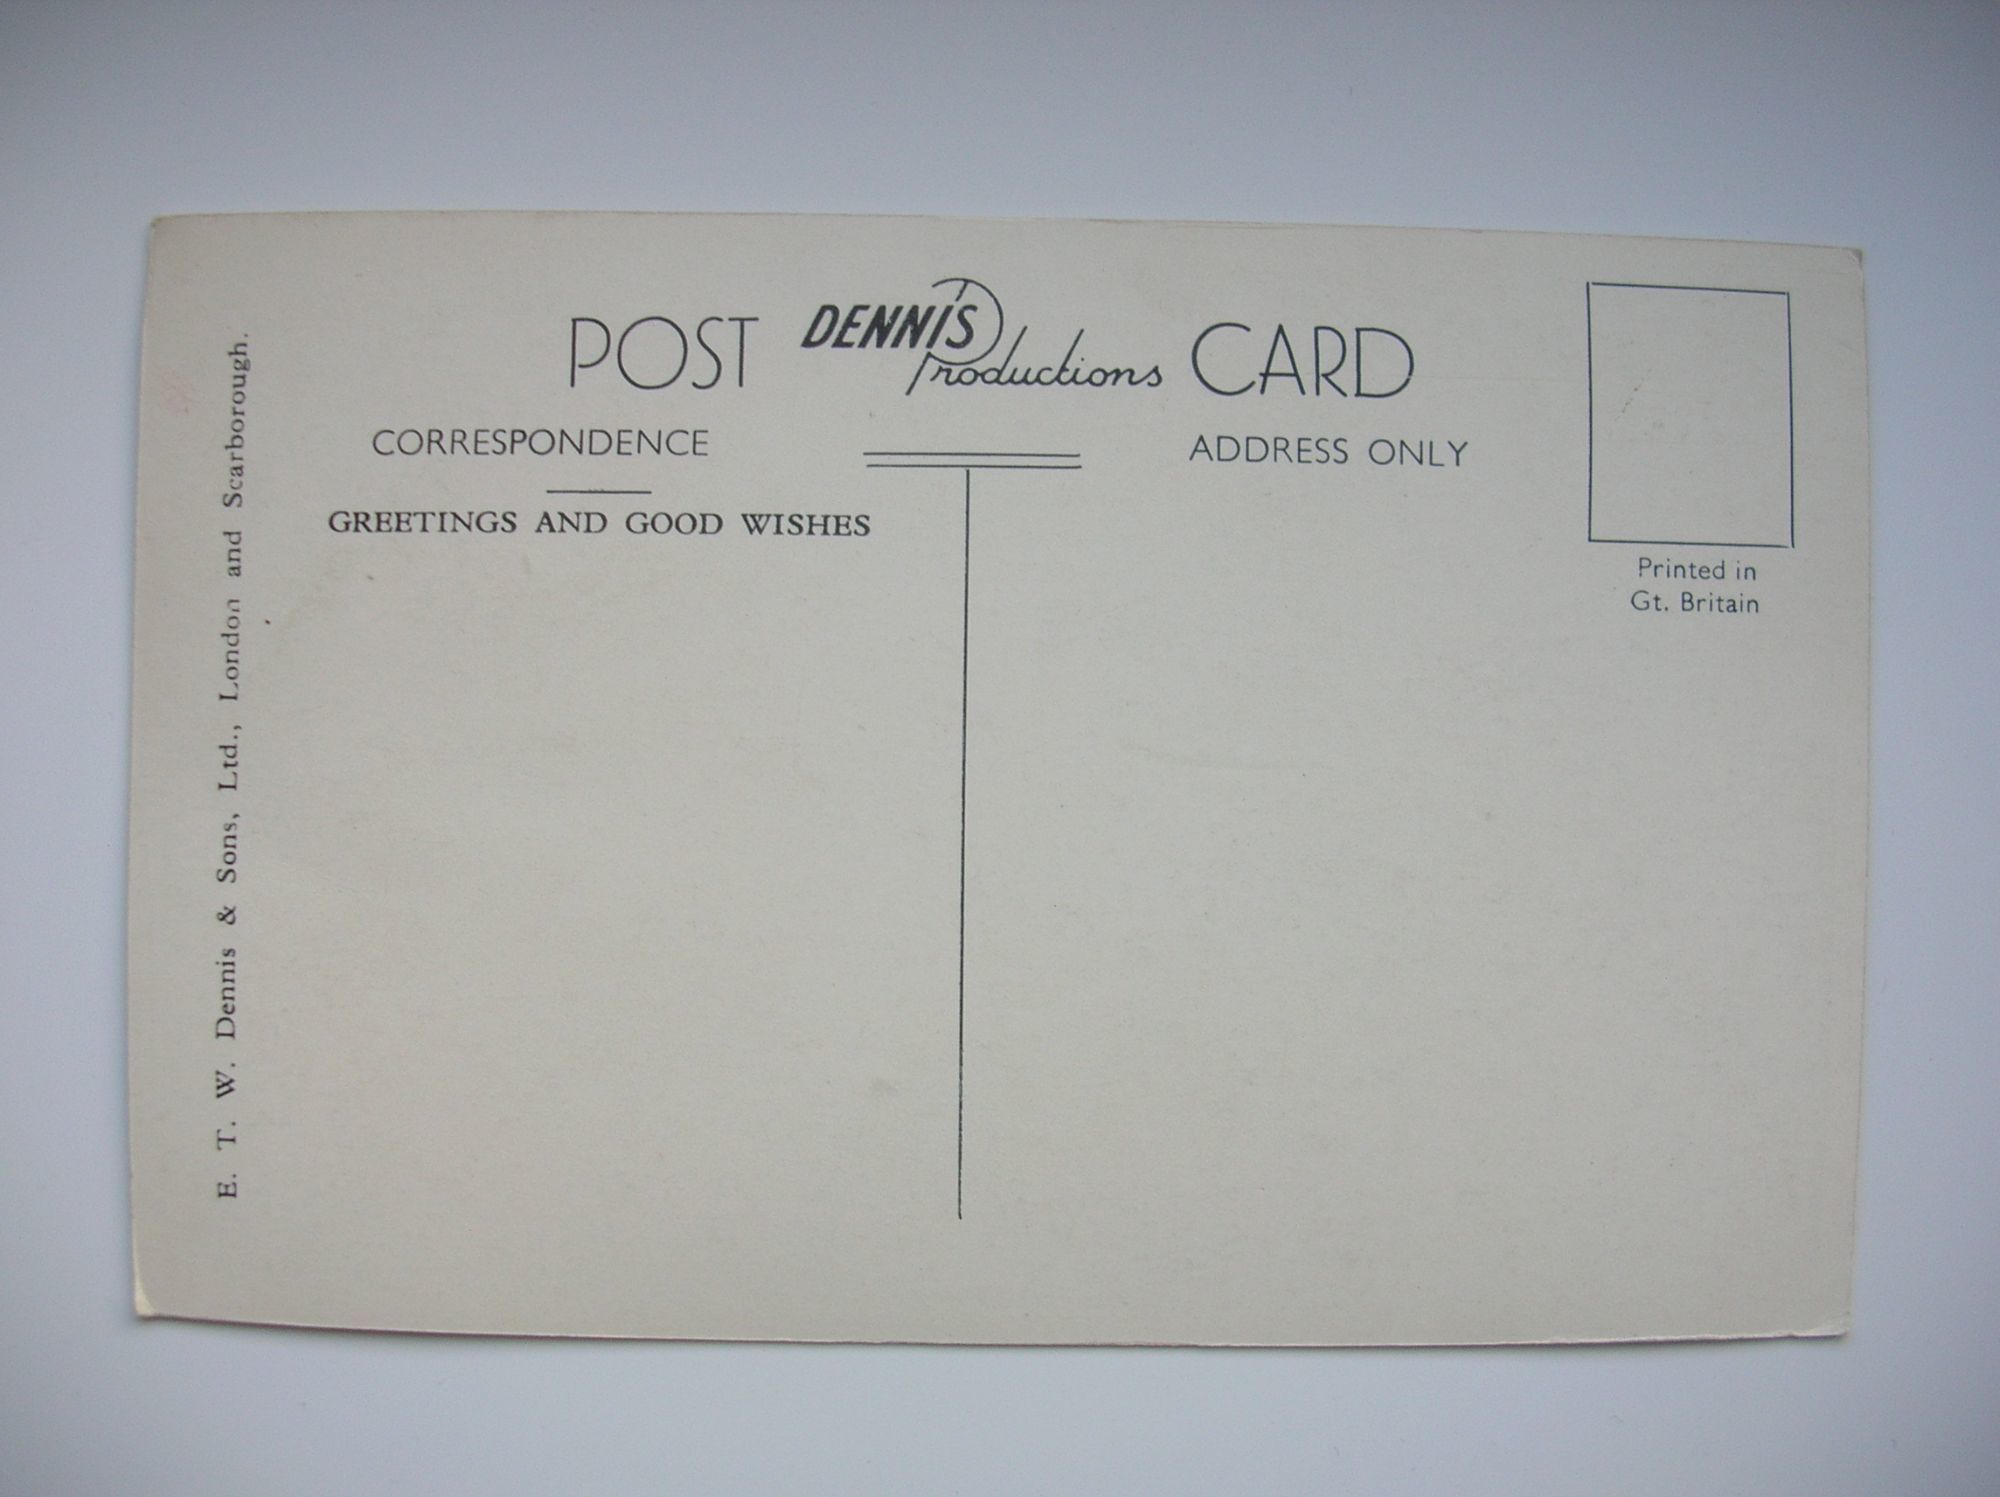 POST DENNIS Productions CARD
CORRESPONDENCE
ADDRESS ONLY
GREETINGS AND GOOD WISHES
Printed in
Gt. Britain
E. T. W. Dennis & Sons, Ltd., London and Scarborough.